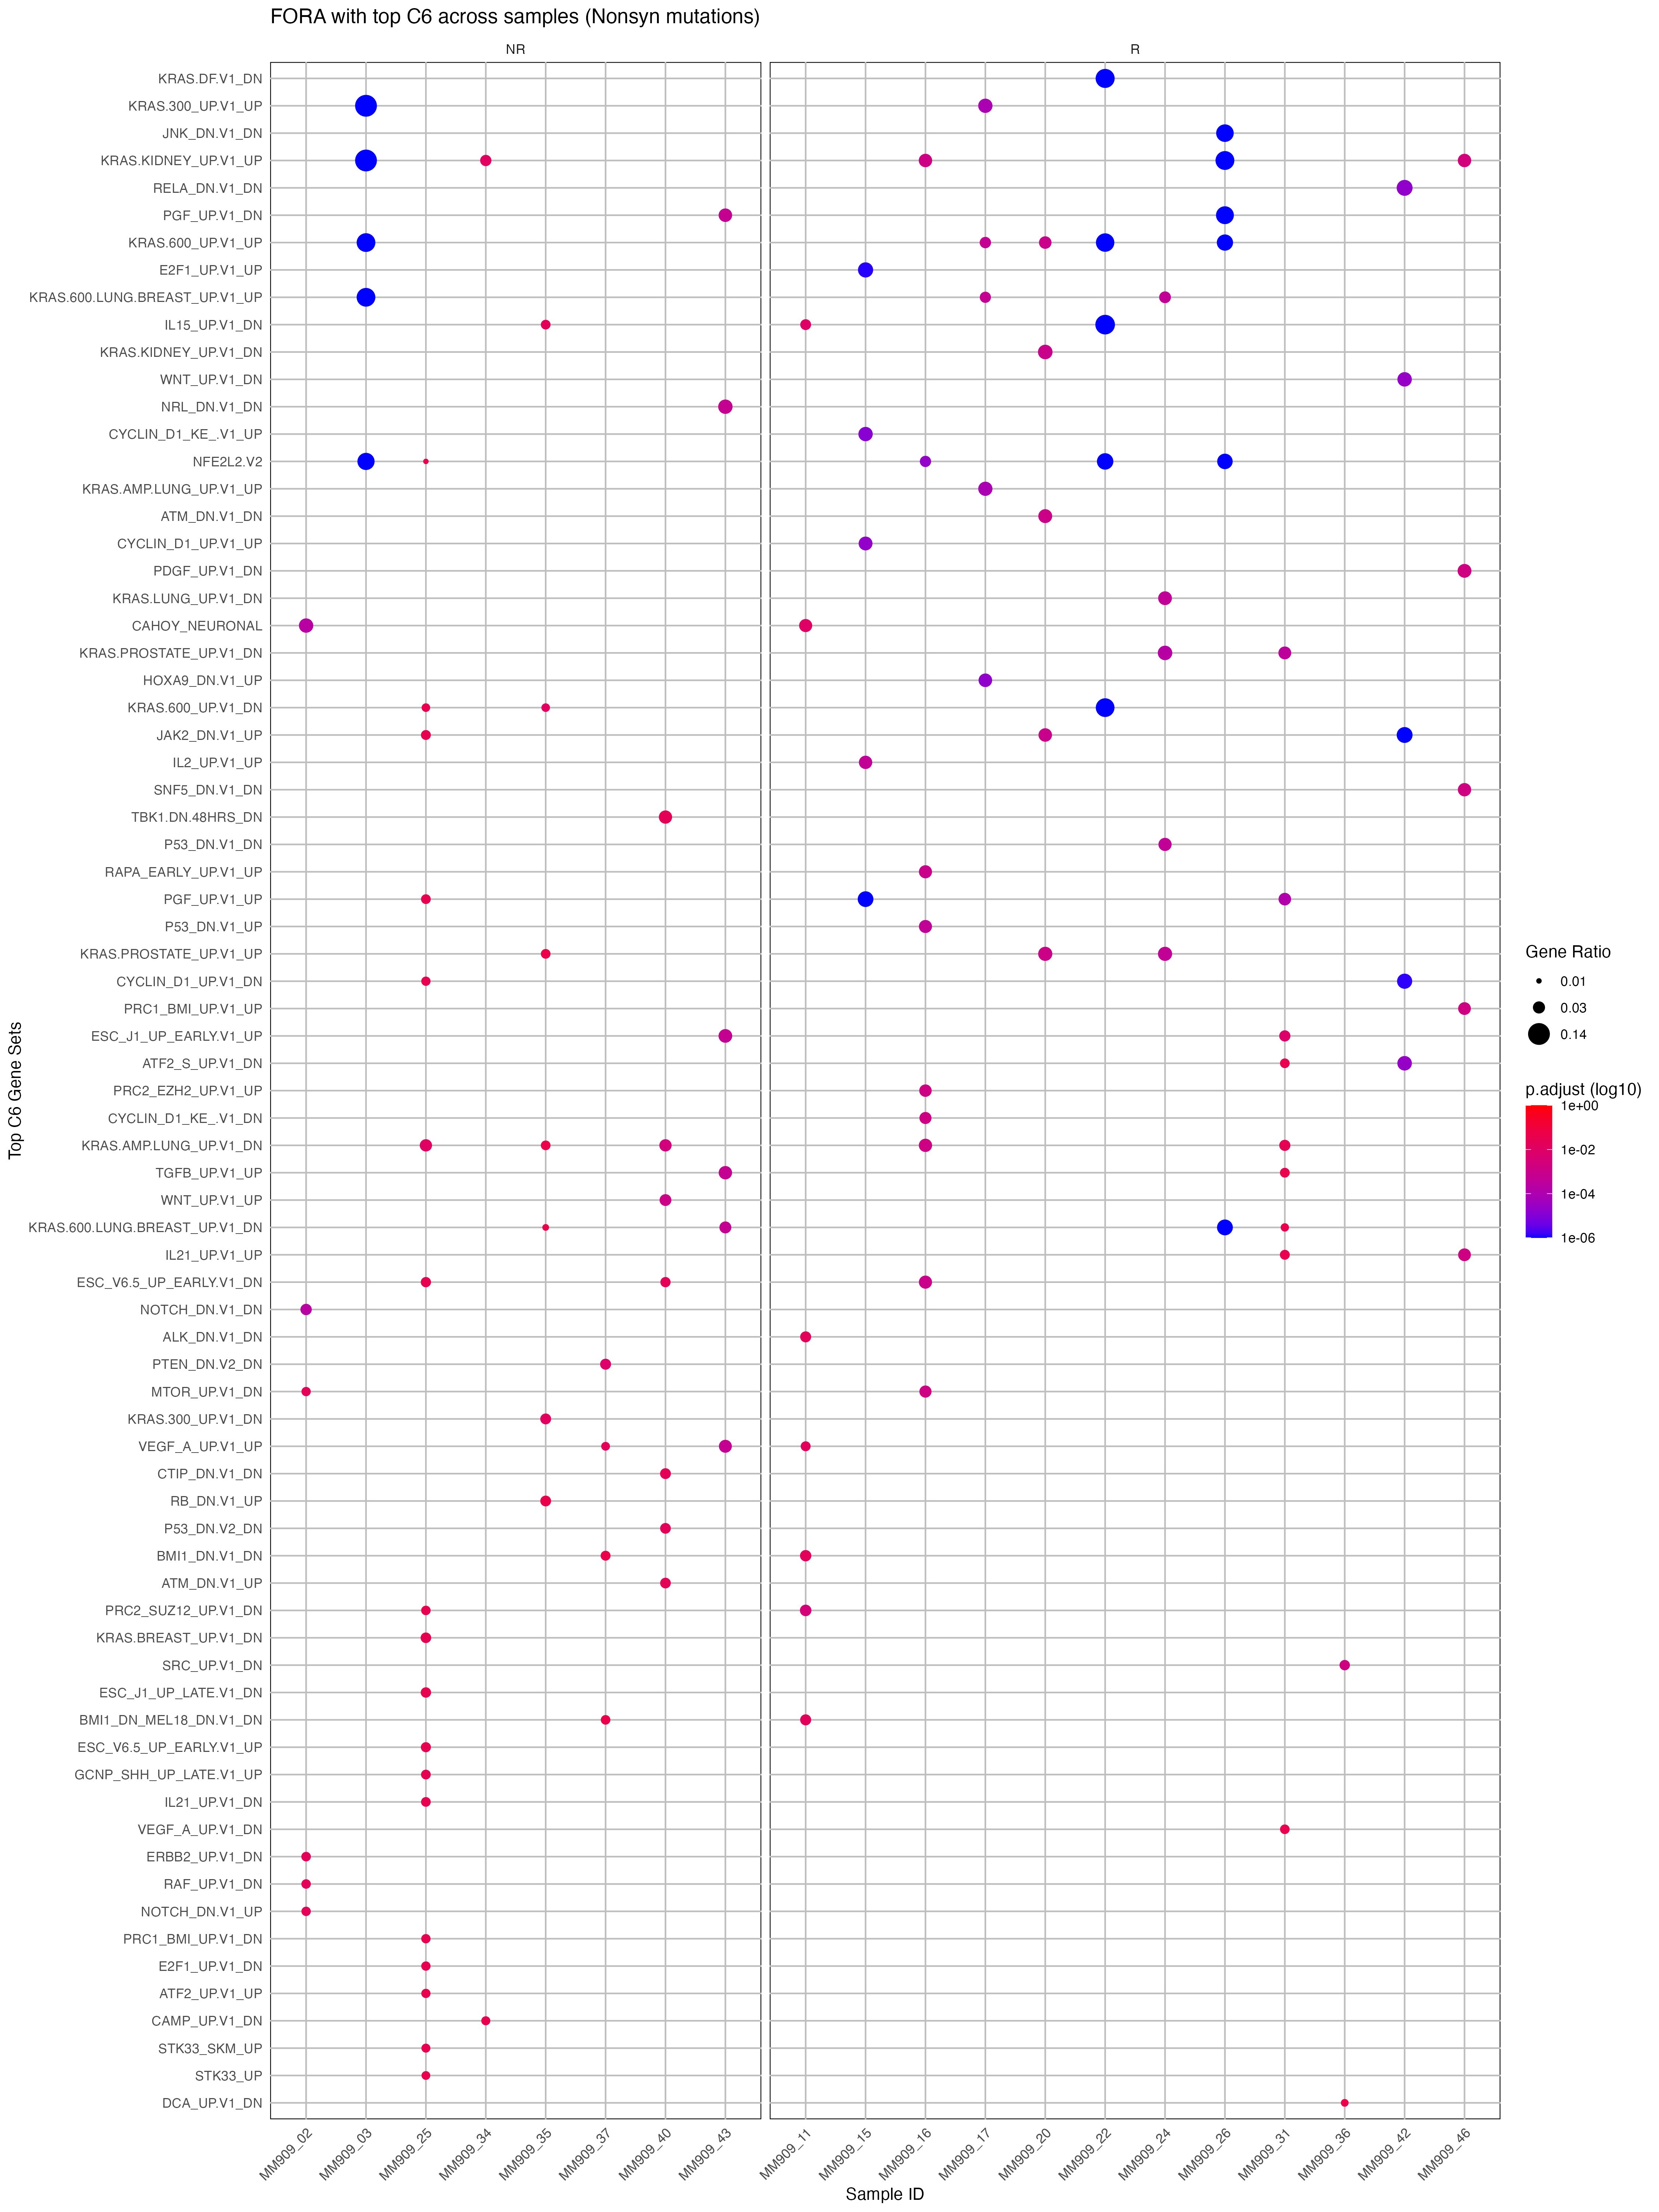 FORA with top C6 across samples (Nonsyn mutations)
NR
R
KRAS.DF.V1_DN
KRAS.300_UP.V1_UP
JNK_DN.V1_DN
KRAS.KIDNEY_UP.V1_UP
RELA_DN.V1_DN
PGF_UP.V1_DN
KRAS.600_UP.V1_UP
E2F1_UP.V1_UP
KRAS.600.LUNG.BREAST_UP.V1_UP
IL15_UP.V1_DN
KRAS.KIDNEY_UP.V1_DN
WNT_UP.V1_DN
NRL_DN.V1_DN
CYCLIN_D1_KE_.V1_UP
NFE2L2.V2
KRAS.AMP.LUNG_UP.V1_UP
ATM_DN.V1_DN
CYCLIN_D1_UP.V1_UP
PDGF_UP.V1_DN
KRAS.LUNG_UP.V1_DN
CAHOY_NEURONAL
KRAS.PROSTATE_UP.V1_DN
HOXA9_DN.V1_UP
KRAS.600_UP.V1_DN
JAK2_DN.V1_UP
IL2_UP.V1_UP
SNF5_DN.V1_DN
TBK1.DN.48HRS_DN
P53_DN.V1_DN
RAPA_EARLY_UP.V1_UP
PGF_UP.V1_UP
P53_DN.V1_UP
KRAS.PROSTATE_UP.V1_UP
CYCLIN_D1_UP.V1_DN
PRC1_BMI_UP.V1_UP
ESC_J1_UP_EARLY.V1_UP
ATF2_S_UP.V1_DN
PRC2_EZH2_UP.V1_UP
CYCLIN_D1_KE_.V1_DN
KRAS.AMP.LUNG_UP.V1_DN
TGFB_UP.V1_UP
WNT_UP.V1_UP
KRAS.600.LUNG.BREAST_UP.V1_DN
IL21_UP.V1_UP
ESC_V6.5_UP_EARLY.V1_DN
NOTCH_DN.V1_DN
ALK_DN.V1_DN
PTEN_DN.V2_DN
MTOR_UP.V1_DN
KRAS.300_UP.V1_DN
VEGF_A_UP.V1_UP
CTIP_DN.V1_DN
RB_DN.V1_UP
P53_DN.V2_DN
BMI1_DN.V1_DN
ATM_DN.V1_UP
PRC2_SUZ12_UP.V1_DN
KRAS.BREAST_UP.V1_DN
SRC_UP.V1_DN
ESC_J1_UP_LATE.V1_DN
BMI1_DN_MEL18_DN.V1_DN
ESC_V6.5_UP_EARLY.V1_UP
GCNP_SHH_UP_LATE.V1_UP
IL21_UP.V1_DN
VEGF_A_UP.V1_DN
ERBB2_UP.V1_DN
RAF_UP.V1_DN
NOTCH_DN.V1_UP
PRC1_BMI_UP.V1_DN
E2F1_UP.V1_DN
ATF2_UP.V1_UP
CAMP_UP.V1_DN
STK33_SKM_UP
STK33_UP
DCA_UP.V1_DN
Top C6 Gene Sets
MM909_02
MM909_03
MM909_25
MM909_34
MM909_35
MM909_37
MM909_40
MM909_43
MM909_11
MM909_15
MM909_16
MM909_17
MM909_20
MM909_22
MM909_24
MM909_26
MM909_31
MM909_36
MM909_42
MM909_46
Sample ID
Gene Ratio
0.01
0.03
0.14
p.adjust (log10)
1e+00
1e-02
1e-04
1e-06